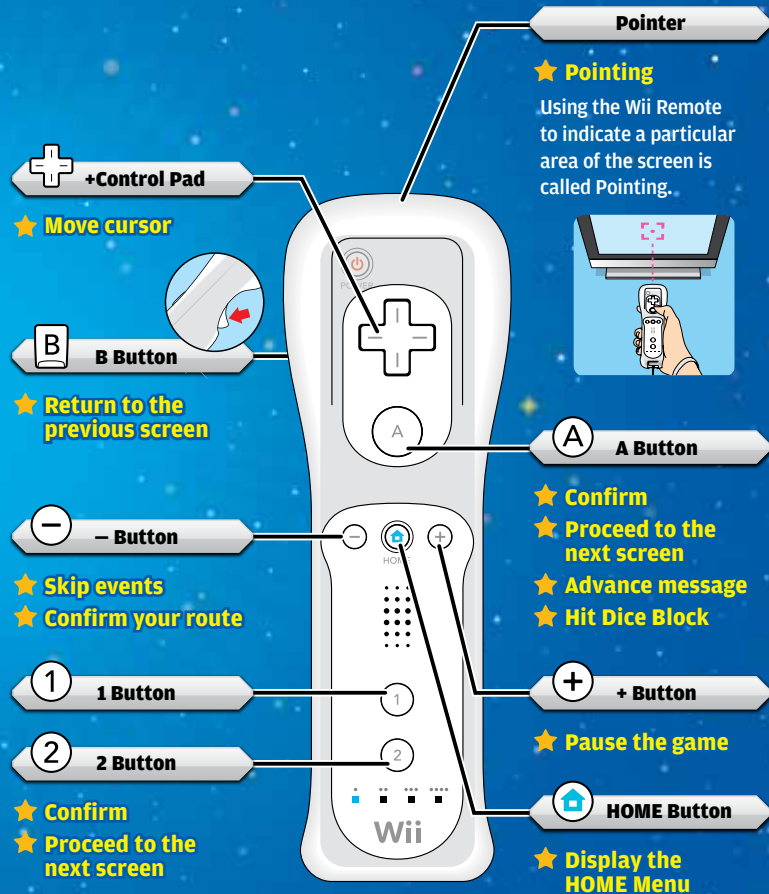 Pointer
Pointing
Using the Wii Remote
to indicate a particular
area of the screen is
called Pointing.
+Control Pad
Move cursor
B
B Button
Return to the
previous screen
− Button
Skip events
Confirm your route
1
1 Button
2
2 Button
Confirm
Proceed to the
next screen
POWER
A
HOME
1
2
Wii
A
A Button
Confirm
Proceed to the
next screen
Advance message
Hit Dice Block
+ Button
Pause the game
HOME Button
Display the
HOME Menu